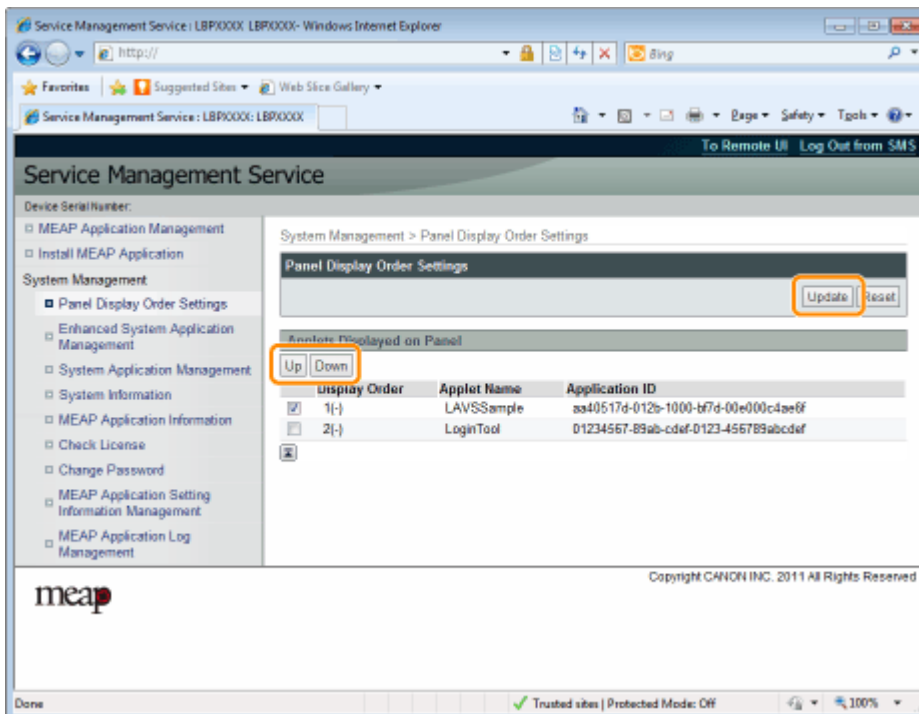 Service Management Service : LBPXXXX: LBPXXXX- Windows Internet Explorer
http://
Bing
Favorites Suggested Sites Web Slice Gallery
Service Management Service : LBPXXXX: LBPXXXX Page Safety Tools
To Remote UI Log Out from SMS
Service Management Service
Device Serial Number:
MEAP Application Management
Install MEAP Application
System Management
Panel Display Order Settings
Enhanced System Application
Management
System Application Management
System Information
MEAP Application Information
Check License
Change Password
MEAP Application Setting
Information Management
MEAP Application Log
Management
System Management > Panel Display Order Settings
Panel Display Order Settings
Update Reset
Applets Displayed on Panel
Up Down
Display Order Applet Name Application ID
1(-) LAVSSample aa40517d-012b-1000-bf7d-00e000c4ae6f
2(-) LoginTool 01234567-89ab-cdef-0123-456789abcdef
Copyright CANON INC. 2011 All Rights Reserved
meap
Done Trusted sites | Protected Mode: Off 100%